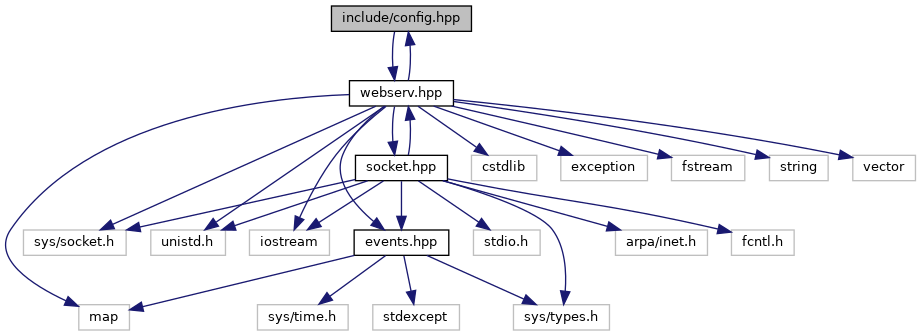 include/config.hpp
webserv.hpp
socket.hpp
cstdlib
exception
fstream
string
vector
sys/socket.h
unistd.h
iostream
events.hpp
stdio.h
arpa/inet.h
fcntl.h
map
sys/time.h
stdexcept
sys/types.h